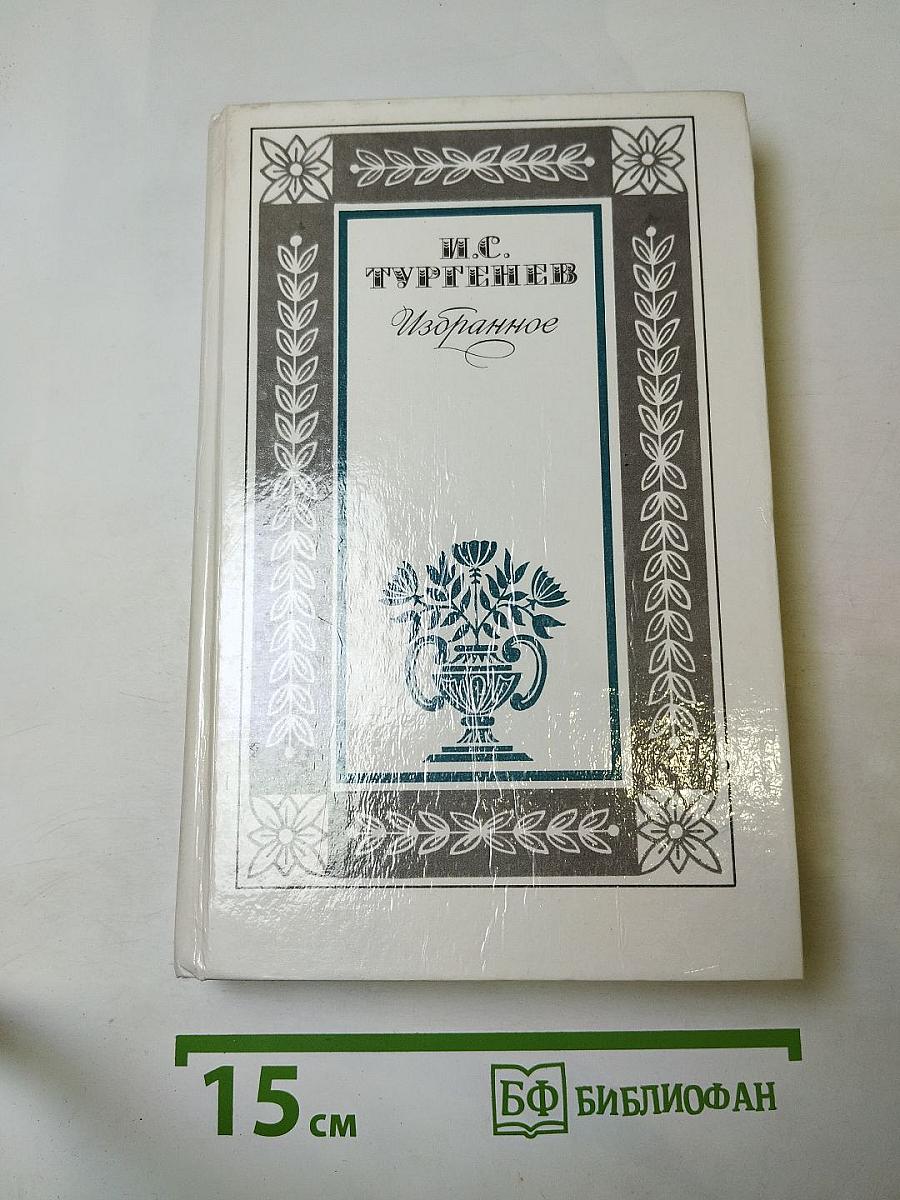 И.С.
ТУРГЕНЕВ
Избранное
15 см
БФ БИБЛИОФАН